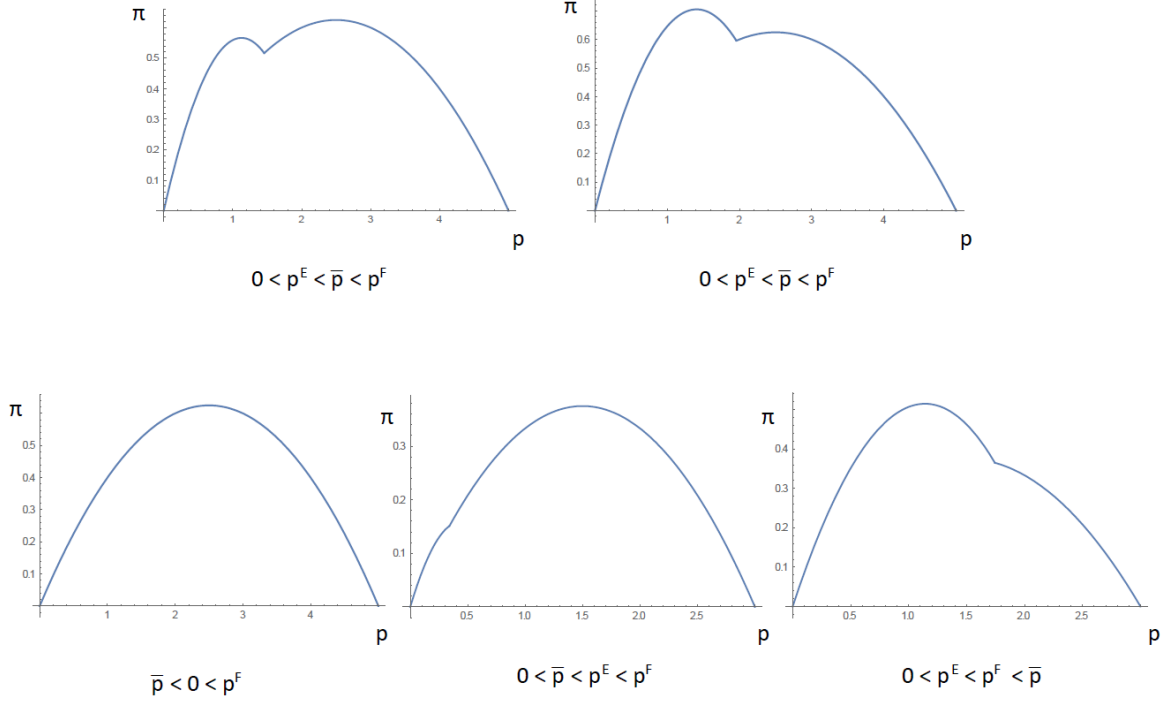 π
0.5
0.4
0.3
0.2
0.1
1 2 3 4
p
0 < p^E < p̅ < p^F
π
0.6
0.5
0.4
0.3
0.2
0.1
1 2 3 4
p
0 < p^E < p̅ < p^F
π
0.5
0.4
0.3
0.2
0.1
1 2 3 4
p
p̅ < 0 < p^F
π
0.3
0.2
0.1
0.5 1.0 1.5 2.0 2.5
p
0 < p̅ < p^E < p^F
π
0.4
0.3
0.2
0.1
0.5 1.0 1.5 2.0 2.5
p
0 < p^E < p^F < p̅